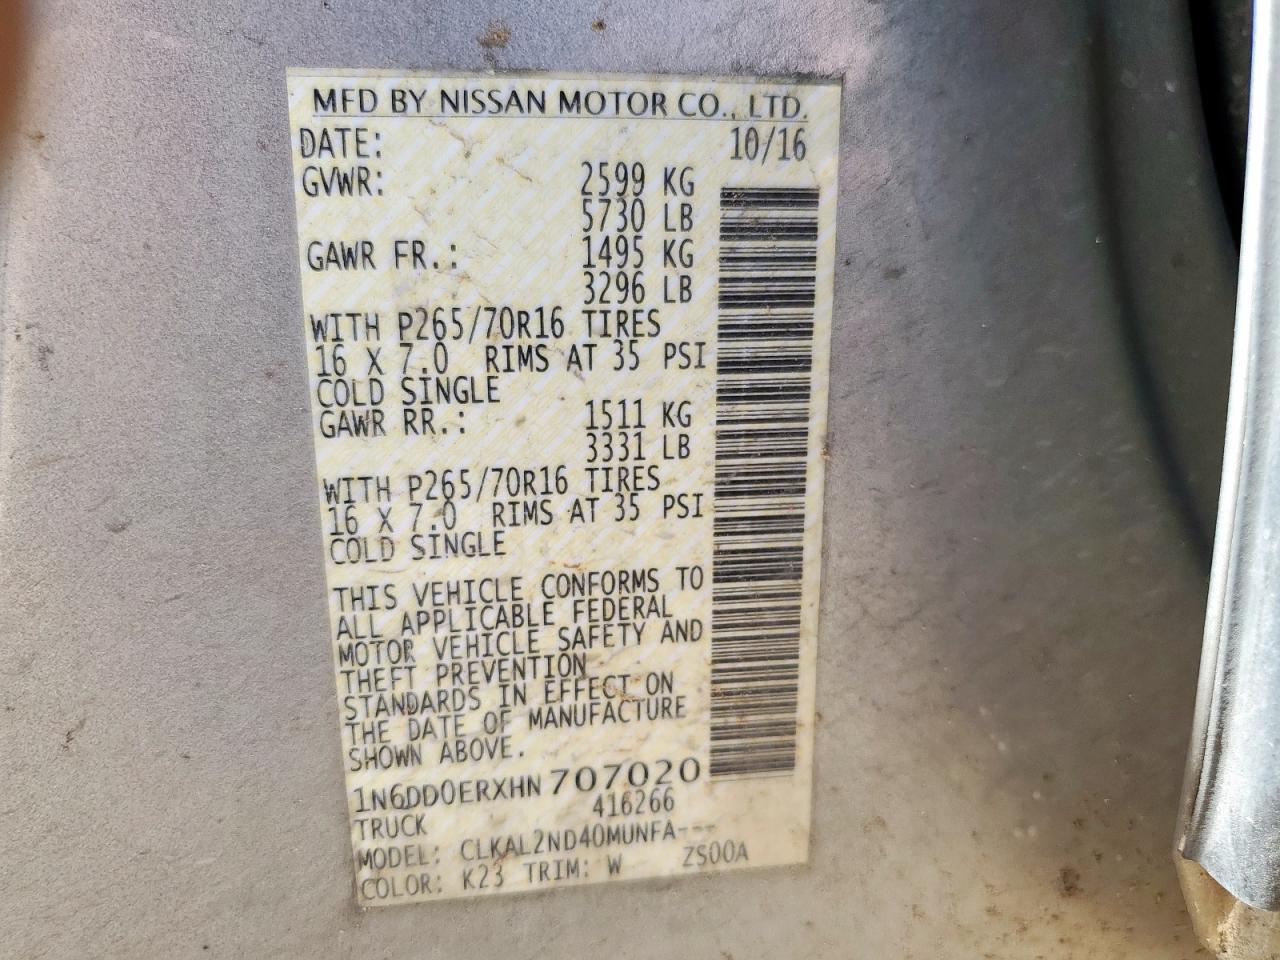 MFD BY NISSAN MOTOR CO., LTD.
DATE: 10/16
GVWR: 2599 KG
5730 LB
GAWR FR.: 1495 KG
3296 LB
WITH P265/70R16 TIRES
16 X 7.0 RIMS AT 35 PSI
COLD SINGLE
GAWR RR.: 1511 KG
3331 LB
WITH P265/70R16 TIRES
16 X 7.0 RIMS AT 35 PSI
COLD SINGLE
THIS VEHICLE CONFORMS TO
ALL APPLICABLE FEDERAL
MOTOR VEHICLE SAFETY AND
THEFT PREVENTION
STANDARDS IN EFFECT ON
THE DATE OF MANUFACTURE
SHOWN ABOVE.
1N6DD0ERXHN707020
416266
TRUCK
MODEL: CLKAL2ND40MUNFA---
COLOR: K23 TRIM: W ZS00A